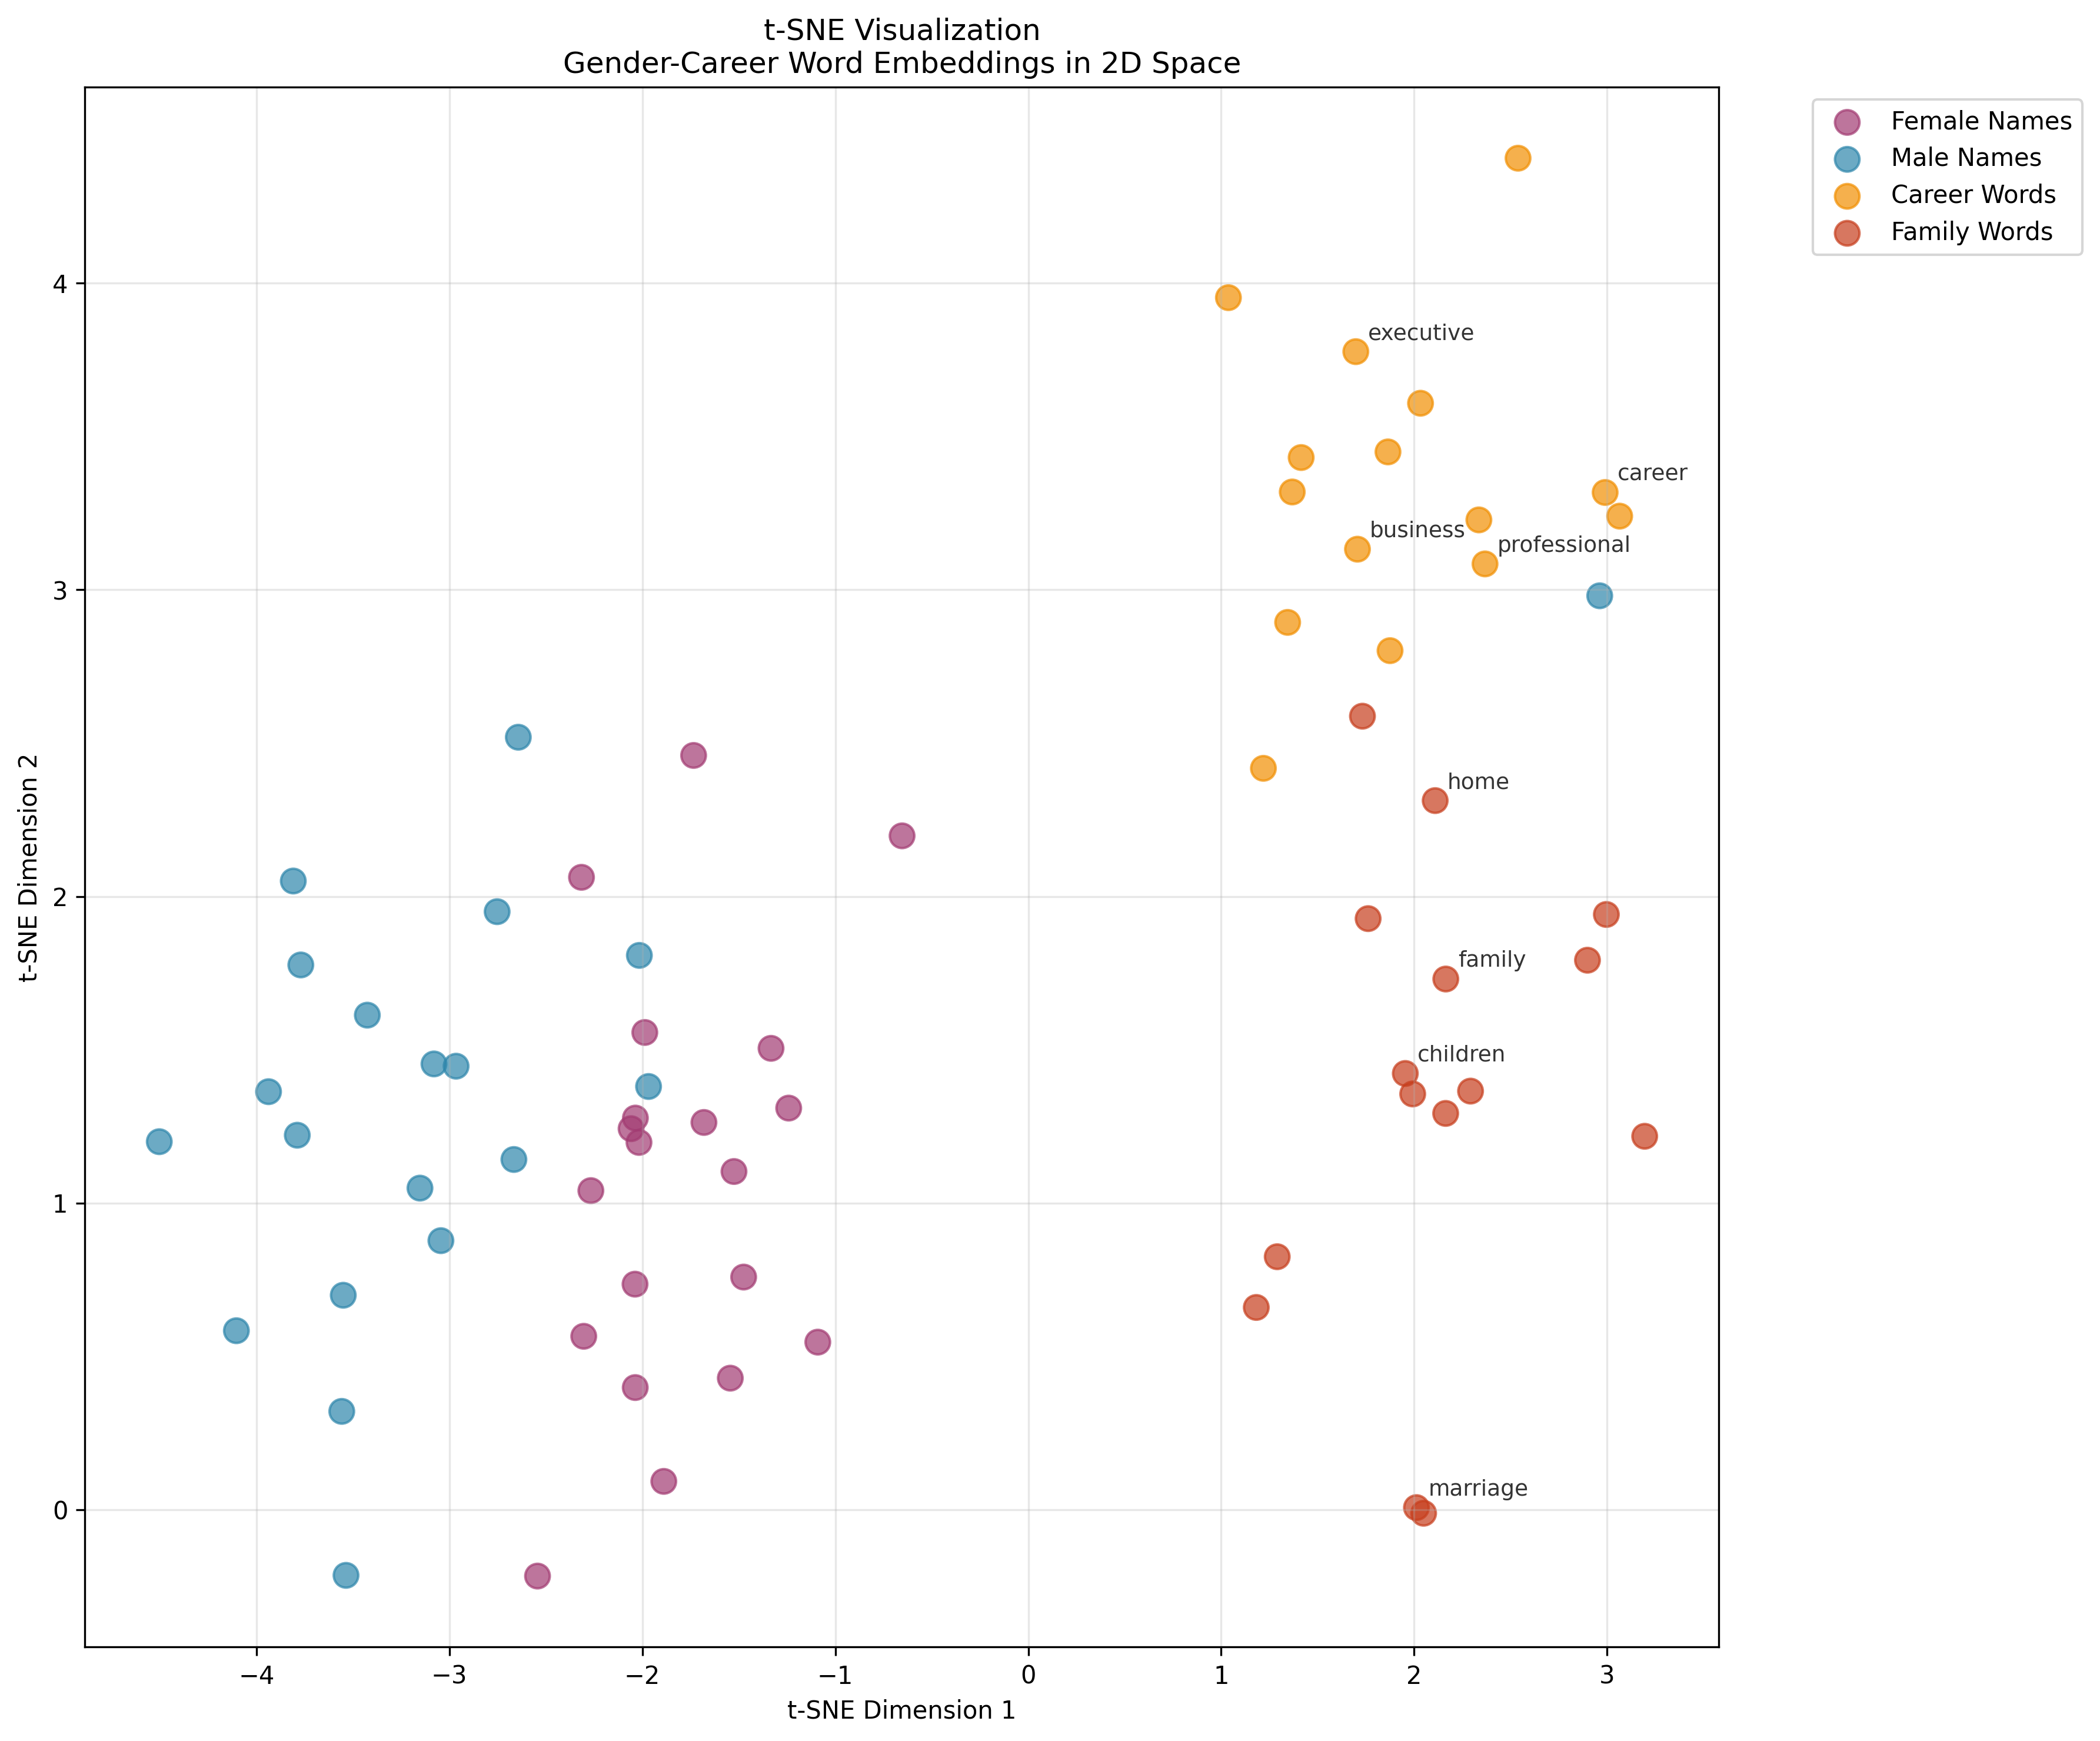 t-SNE Visualization
Gender-Career Word Embeddings in 2D Space
Female Names
Male Names
Career Words
Family Words
executive
career
business
professional
home
family
children
marriage
4
3
2
1
0
t-SNE Dimension 2
−4
−3
−2
−1
0
1
2
3
t-SNE Dimension 1